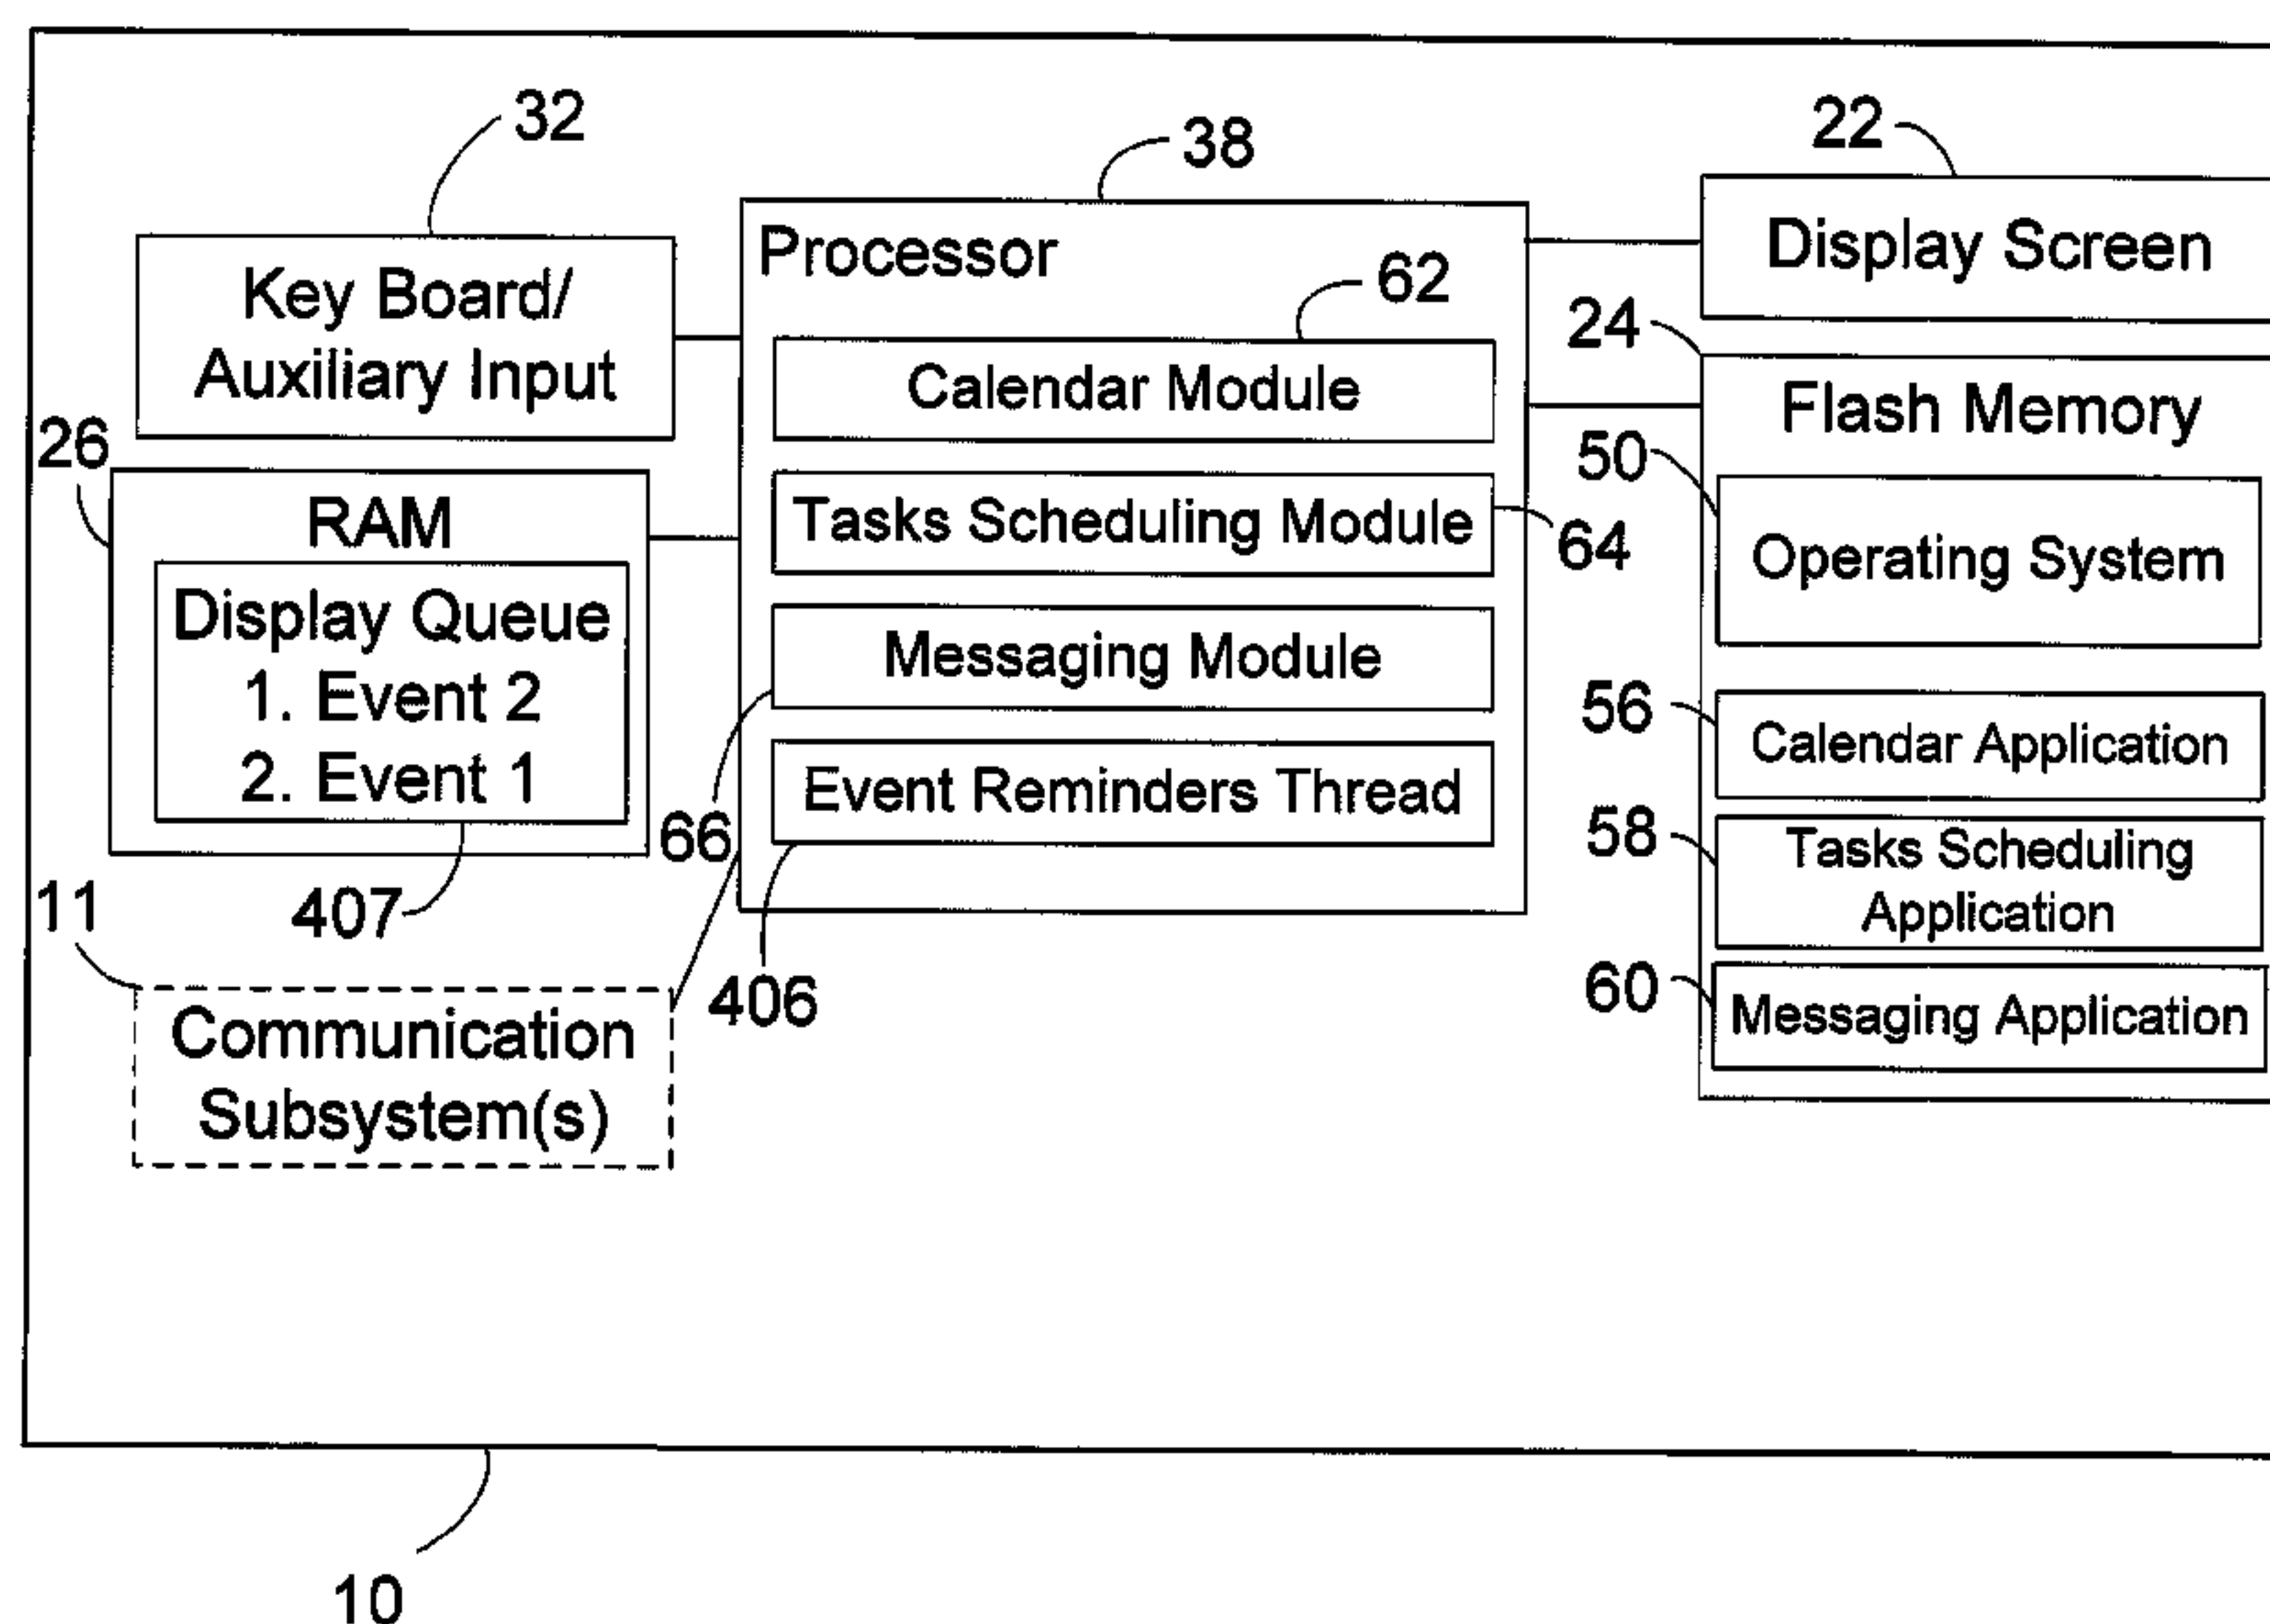 32
38
22
Key Board/
Auxiliary Input
Processor
62
Calendar Module
Tasks Scheduling Module
64
Messaging Module
66
Event Reminders Thread
406
Display Screen
24
Flash Memory
50
Operating System
56
Calendar Application
58
Tasks Scheduling
Application
60
Messaging Application
26
RAM
Display Queue
1. Event 2
2. Event 1
407
11
Communication
Subsystem(s)
10